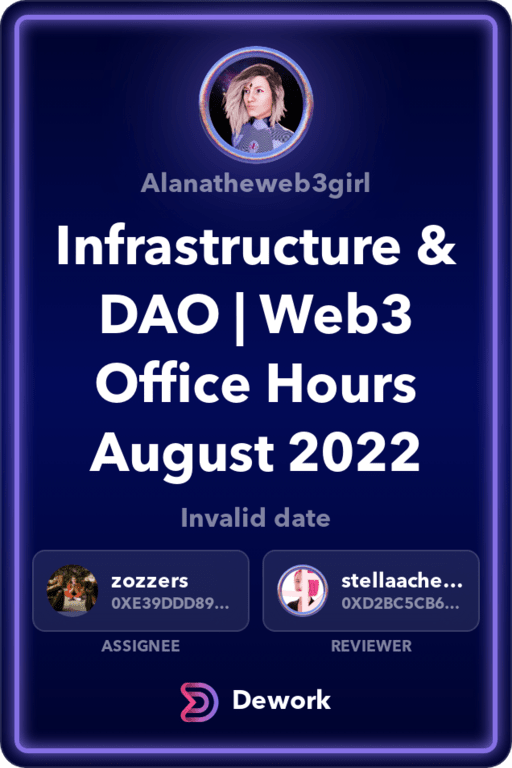 Alanatheweb3girl
Infrastructure &
DAO | Web3
Office Hours
August 2022
Invalid date
zozzers
0XE39DDD89...
ASSIGNEE
stellaache...
0XD2BC5CB6...
REVIEWER
Dework